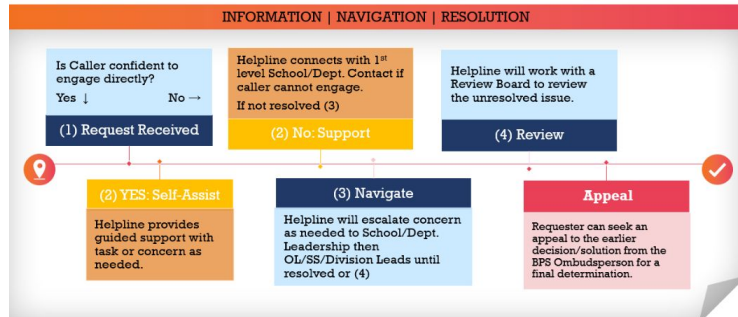 INFORMATION | NAVIGATION | RESOLUTION
Is Caller confident to
engage directly?
Yes ↓ No →
(1) Request Received
Helpline connects with 1st
level School/Dept. Contact if
caller cannot engage.
If not resolved (3)
(2) No: Support
Helpline will work with a
Review Board to review
the unresolved issue.
(4) Review
(2) YES: Self-Assist
Helpline provides
guided support with
task or concern as
needed.
(3) Navigate
Helpline will escalate concern
as needed to School/Dept.
Leadership then
OL/SS/Division Leads until
resolved or (4)
Appeal
Requester can seek an
appeal to the earlier
decision/solution from the
BPS Ombudsperson for a
final determination.